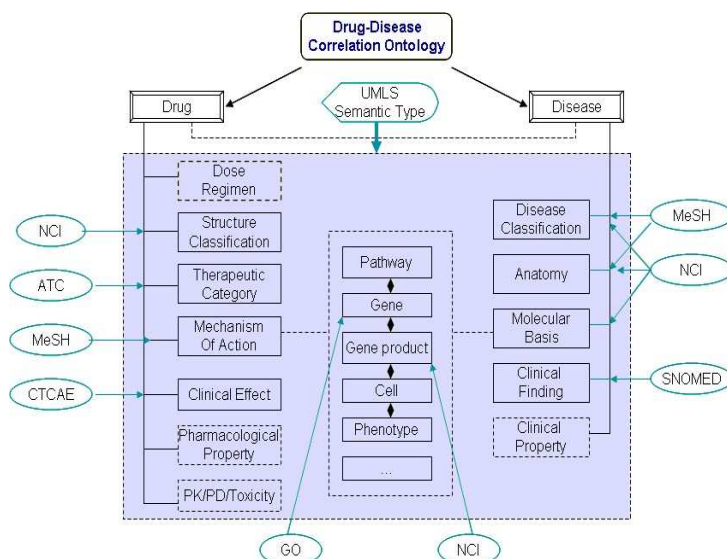 Drug-Disease
Correlation Ontology
Drug
UMLS
Semantic Type
Disease
Dose
Regimen
NCI
Structure
Classification
ATC
Therapeutic
Category
MeSH
Mechanism
Of Action
CTCAE
Clinical Effect
Pharmacological
Property
PK/PD/Toxicity
Pathway
Gene
Gene product
Cell
Phenotype
...
Disease
Classification
MeSH
Anatomy
NCI
Molecular
Basis
Clinical
Finding
SNOMED
Clinical
Property
GO
NCI